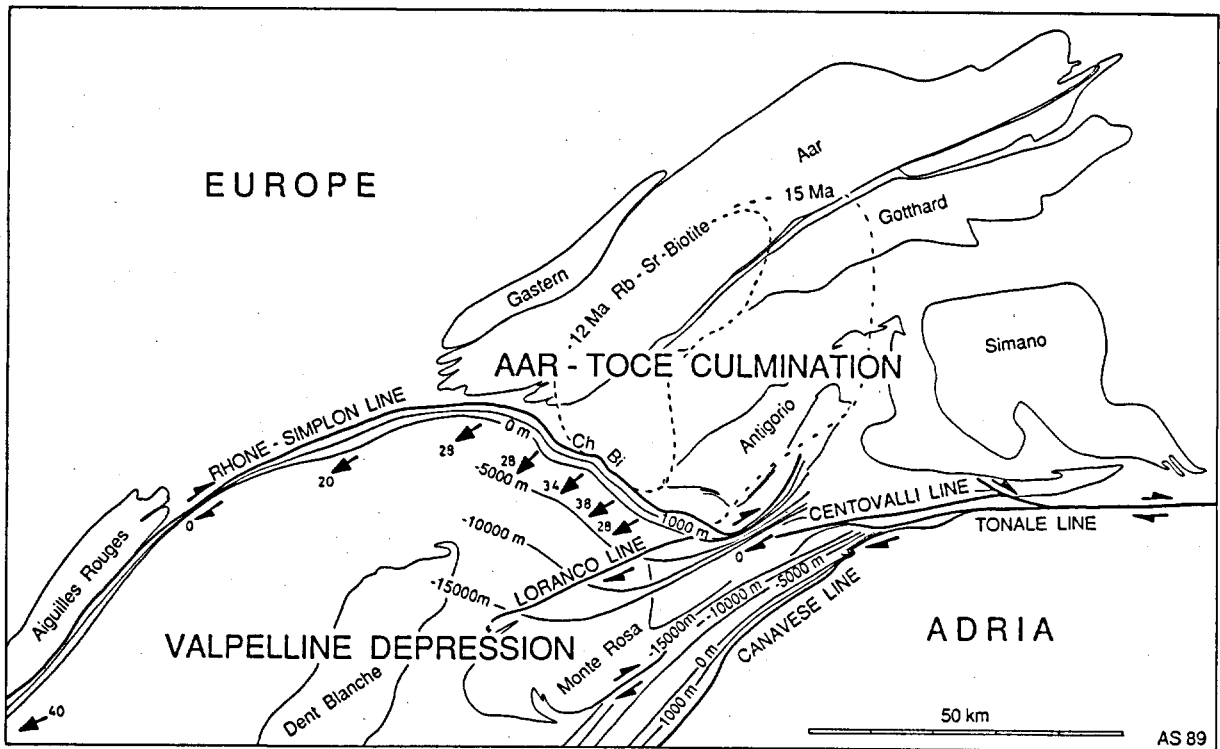 EUROPE
Aar
15 Ma
Gotthard
Gastern
12 Ma Rb - Sr - Biotite
Simano
AAR - TOCE CULMINATION
Antigorio
RHONE - SIMPLON LINE
0 m
Ch
Bi
29
28
20
-5000 m
34
38
28
1000 m
0
CENTOVALLI LINE
TONALE LINE
-10000 m
0
LORANCO LINE
-15000m
-5000 m
-10000 m
-15000m
CANAVESE LINE
Aiguilles Rouges
VALPELLINE DEPRESSION
ADRIA
Monte Rosa
0 m
Dent Blanche
1000 m
40
50 km
AS 89